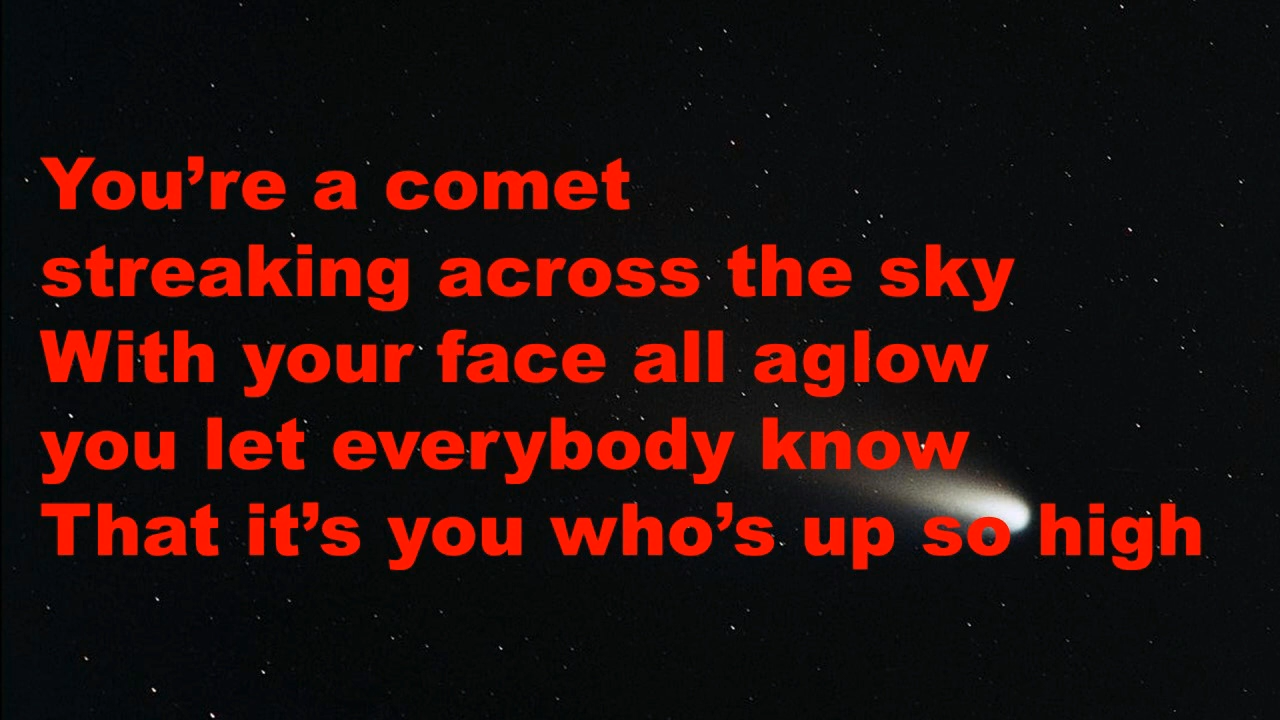 You’re a comet
streaking across the sky
With your face all aglow
you let everybody know
That it’s you who’s up so high